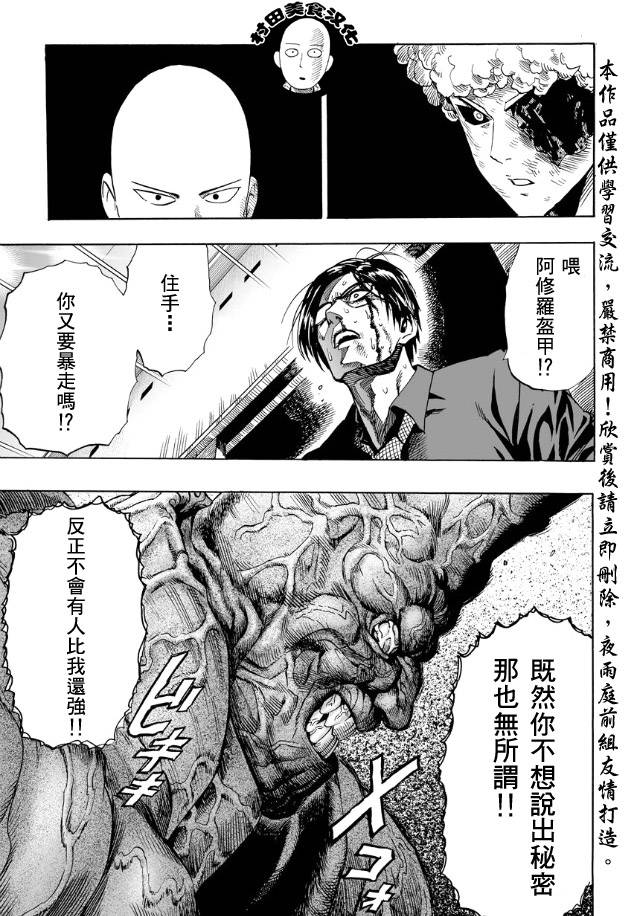 村田美食汉化
本作品僅供學習交流，嚴禁商用！欣賞後請立即刪除，夜雨庭前組友情打造。
喂
阿修羅盔甲!?
住手…
你又要暴走嗎!?
既然你不想說出秘密
那也無所謂!!
反正不會有人比我還強!!
メコォ
ビキキキ